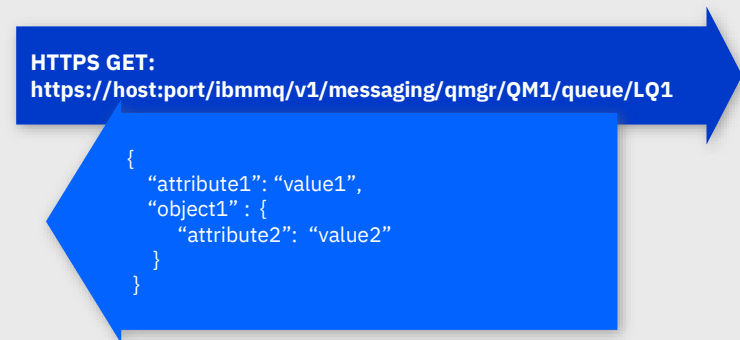 HTTPS GET:
https://host:port/ibmmq/v1/messaging/qmgr/QM1/queue/LQ1
{
“attribute1”: “value1”,
“object1” : {
“attribute2”: “value2”
}
}